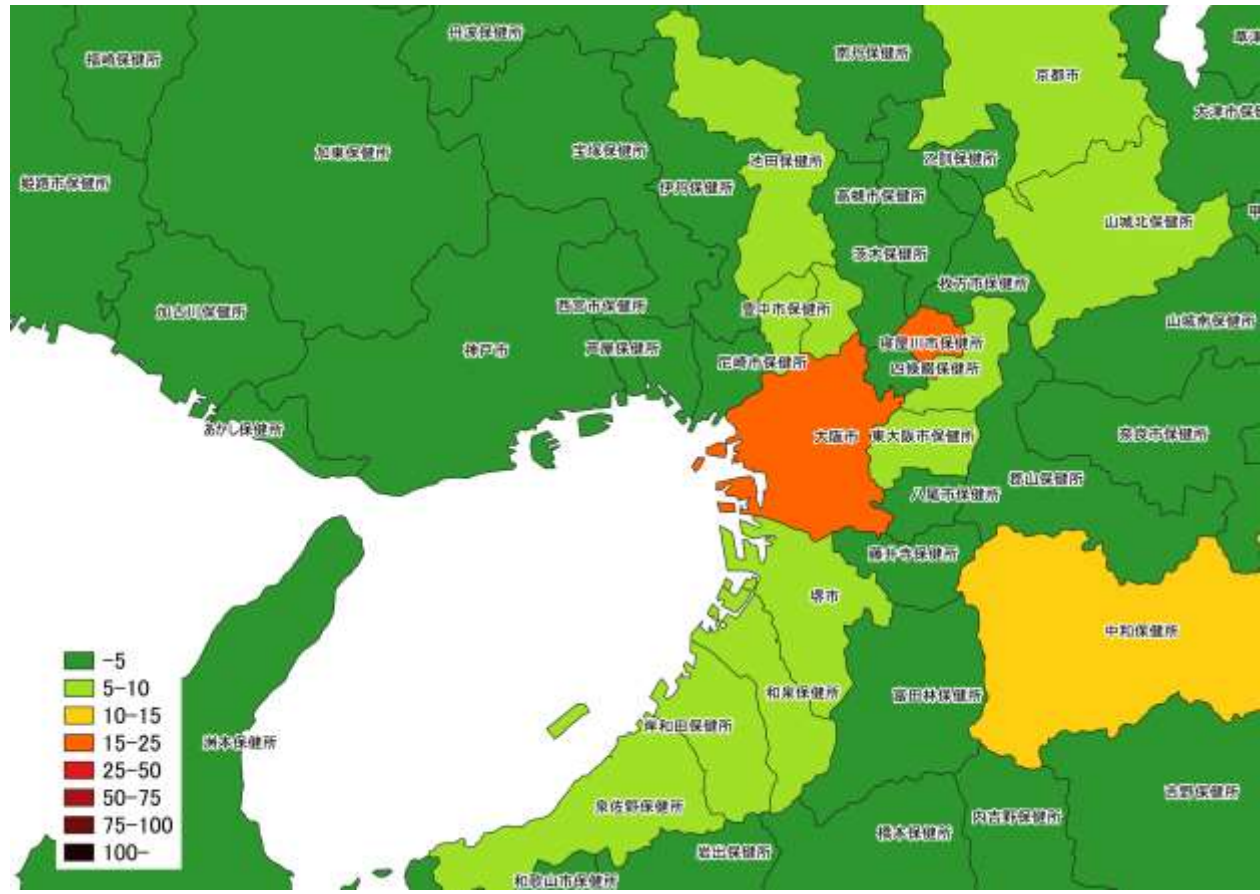 丹波保健所
南丹保健所
草津
福崎保健所
京都市
大津市保健
加東保健所
宝塚保健所
池田保健所
乙訓保健所
姫路市保健所
伊丹保健所
高槻市保健所
山城北保健所
甲
茨木保健所
枚方市保健所
加古川保健所
西宮市保健所
豊中市保健所
山城南保健所
神戸市
芦屋保健所
尼崎市保健所
寝屋川市保健所
四條畷保健所
あかし保健所
大阪市
東大阪市保健所
奈良市保健所
郡山保健所
八尾市保健所
藤井寺保健所
堺市
中和保健所
-5
5-10
10-15
15-25
25-50
50-75
75-100
100-
和泉保健所
富田林保健所
岸和田保健所
洲本保健所
吉野保健所
泉佐野保健所
内吉野保健所
橋本保健所
岩出保健所
和歌山市保健所